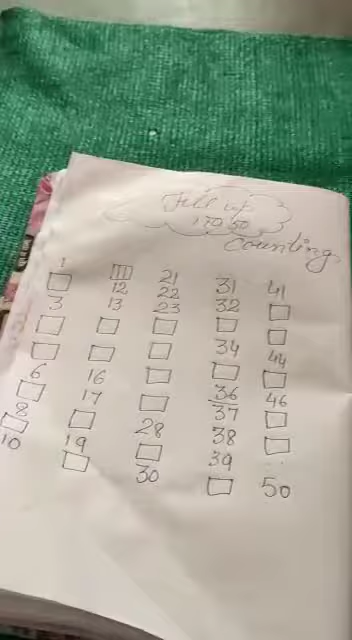 Fill up
1 TO 50
counting
1 11 21 31 41
□ 12 22 32 □
3 13 23 □ □
□ □ □ 34 44
□ □ □ □ □
6 16 □ 36 46
□ 17 □ 37 □
8 □ 28 38 □
□ 19 □ 39
10 □ 30 □ 50